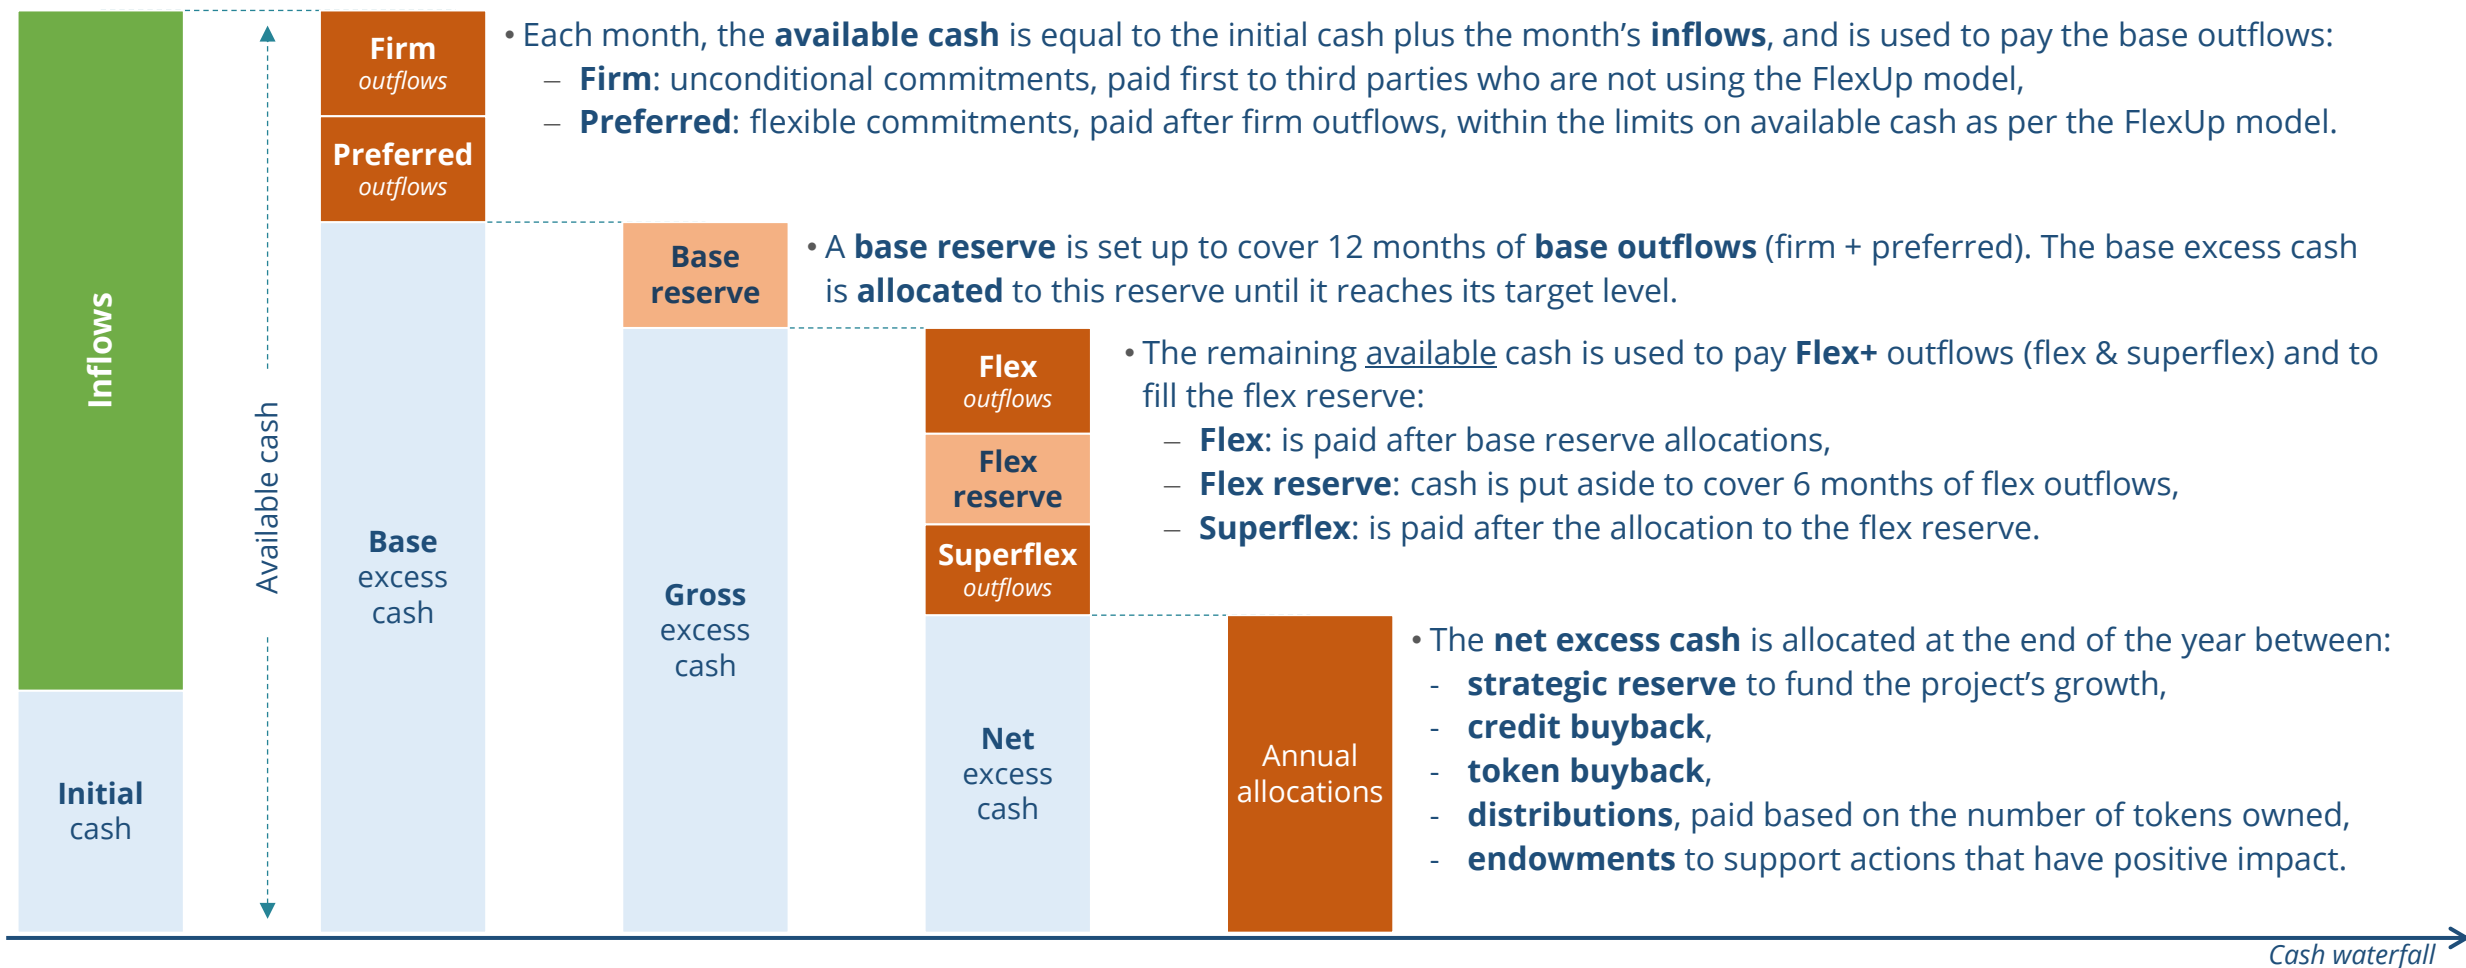 Inflows
Initial
cash
Available cash
Firm
outflows
Preferred
outflows
Base
excess
cash
• Each month, the available cash is equal to the initial cash plus the month’s inflows, and is used to pay the base outflows:
– Firm: unconditional commitments, paid first to third parties who are not using the FlexUp model,
– Preferred: flexible commitments, paid after firm outflows, within the limits on available cash as per the FlexUp model.
Base
reserve
Gross
excess
cash
• A base reserve is set up to cover 12 months of base outflows (firm + preferred). The base excess cash
is allocated to this reserve until it reaches its target level.
Flex
outflows
Flex
reserve
Superflex
outflows
Net
excess
cash
• The remaining available cash is used to pay Flex+ outflows (flex & superflex) and to
fill the flex reserve:
– Flex: is paid after base reserve allocations,
– Flex reserve: cash is put aside to cover 6 months of flex outflows,
– Superflex: is paid after the allocation to the flex reserve.
Annual
allocations
• The net excess cash is allocated at the end of the year between:
- strategic reserve to fund the project’s growth,
- credit buyback,
- token buyback,
- distributions, paid based on the number of tokens owned,
- endowments to support actions that have positive impact.
Cash waterfall